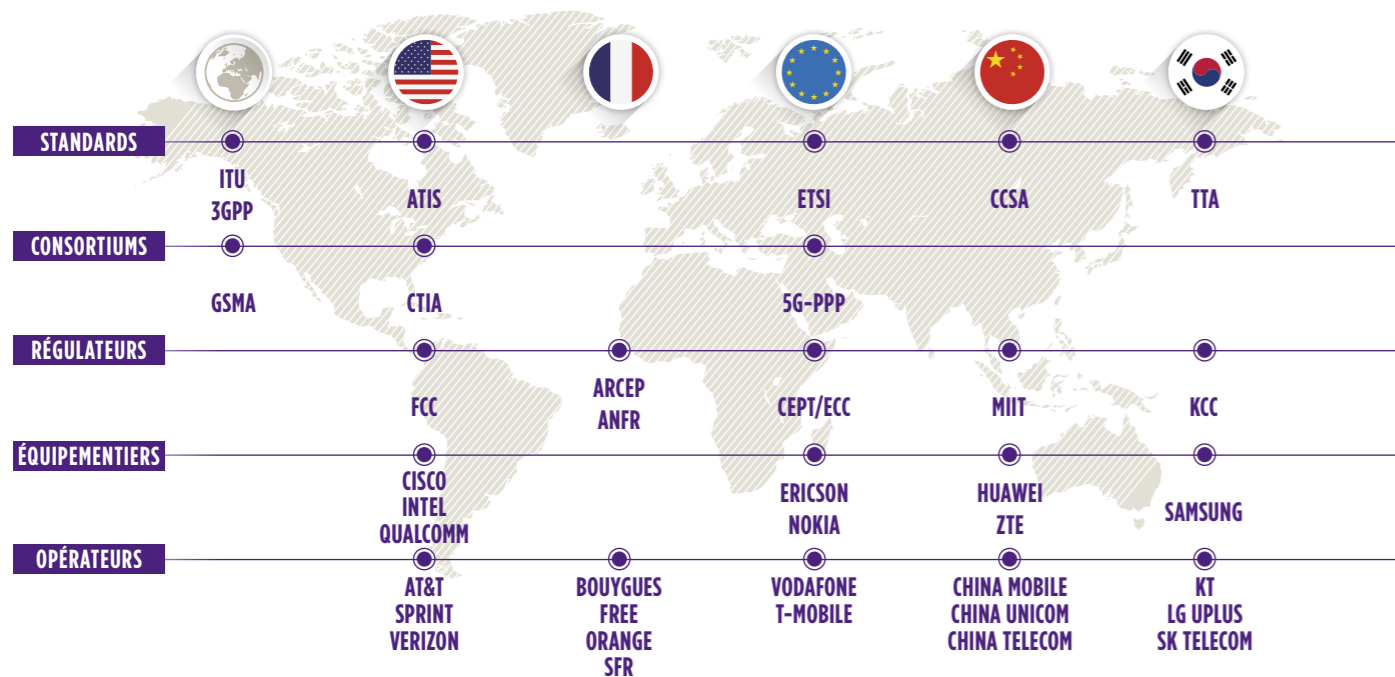 STANDARDS
ITU
3GPP
ATIS
ETSI
CCSA
TTA
CONSORTIUMS
GSMA
CTIA
5G-PPP
RÉGULATEURS
FCC
ARCEP
ANFR
CEPT/ECC
MIIT
KCC
ÉQUIPEMENTIERS
CISCO
INTEL
QUALCOMM
ERICSON
NOKIA
HUAWEI
ZTE
SAMSUNG
OPÉRATEURS
AT&T
SPRINT
VERIZON
BOUYGUES
FREE
ORANGE
SFR
VODAFONE
T-MOBILE
CHINA MOBILE
CHINA UNICOM
CHINA TELECOM
KT
LG UPLUS
SK TELECOM